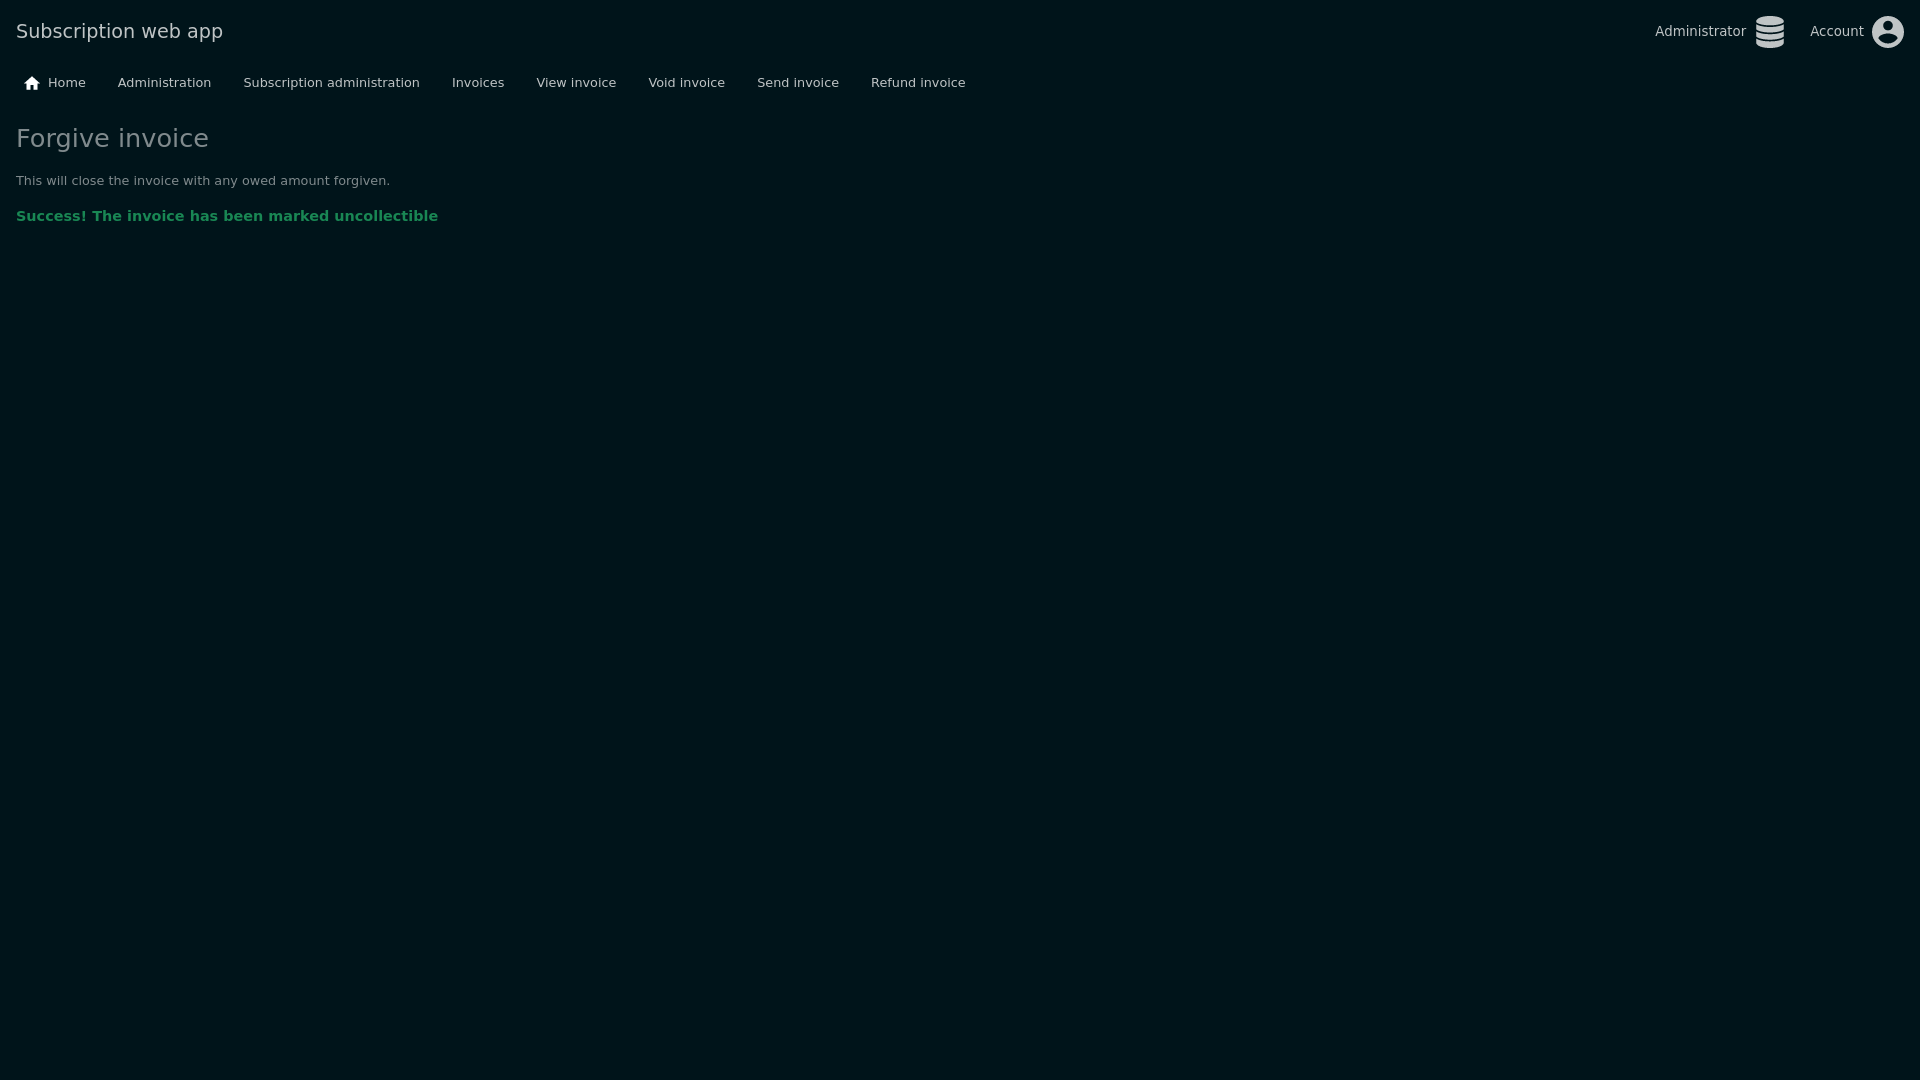 Subscription web app
Administrator
Account
Home
Administration
Subscription administration
Invoices
View invoice
Void invoice
Send invoice
Refund invoice
Forgive invoice
This will close the invoice with any owed amount forgiven.
Success! The invoice has been marked uncollectible